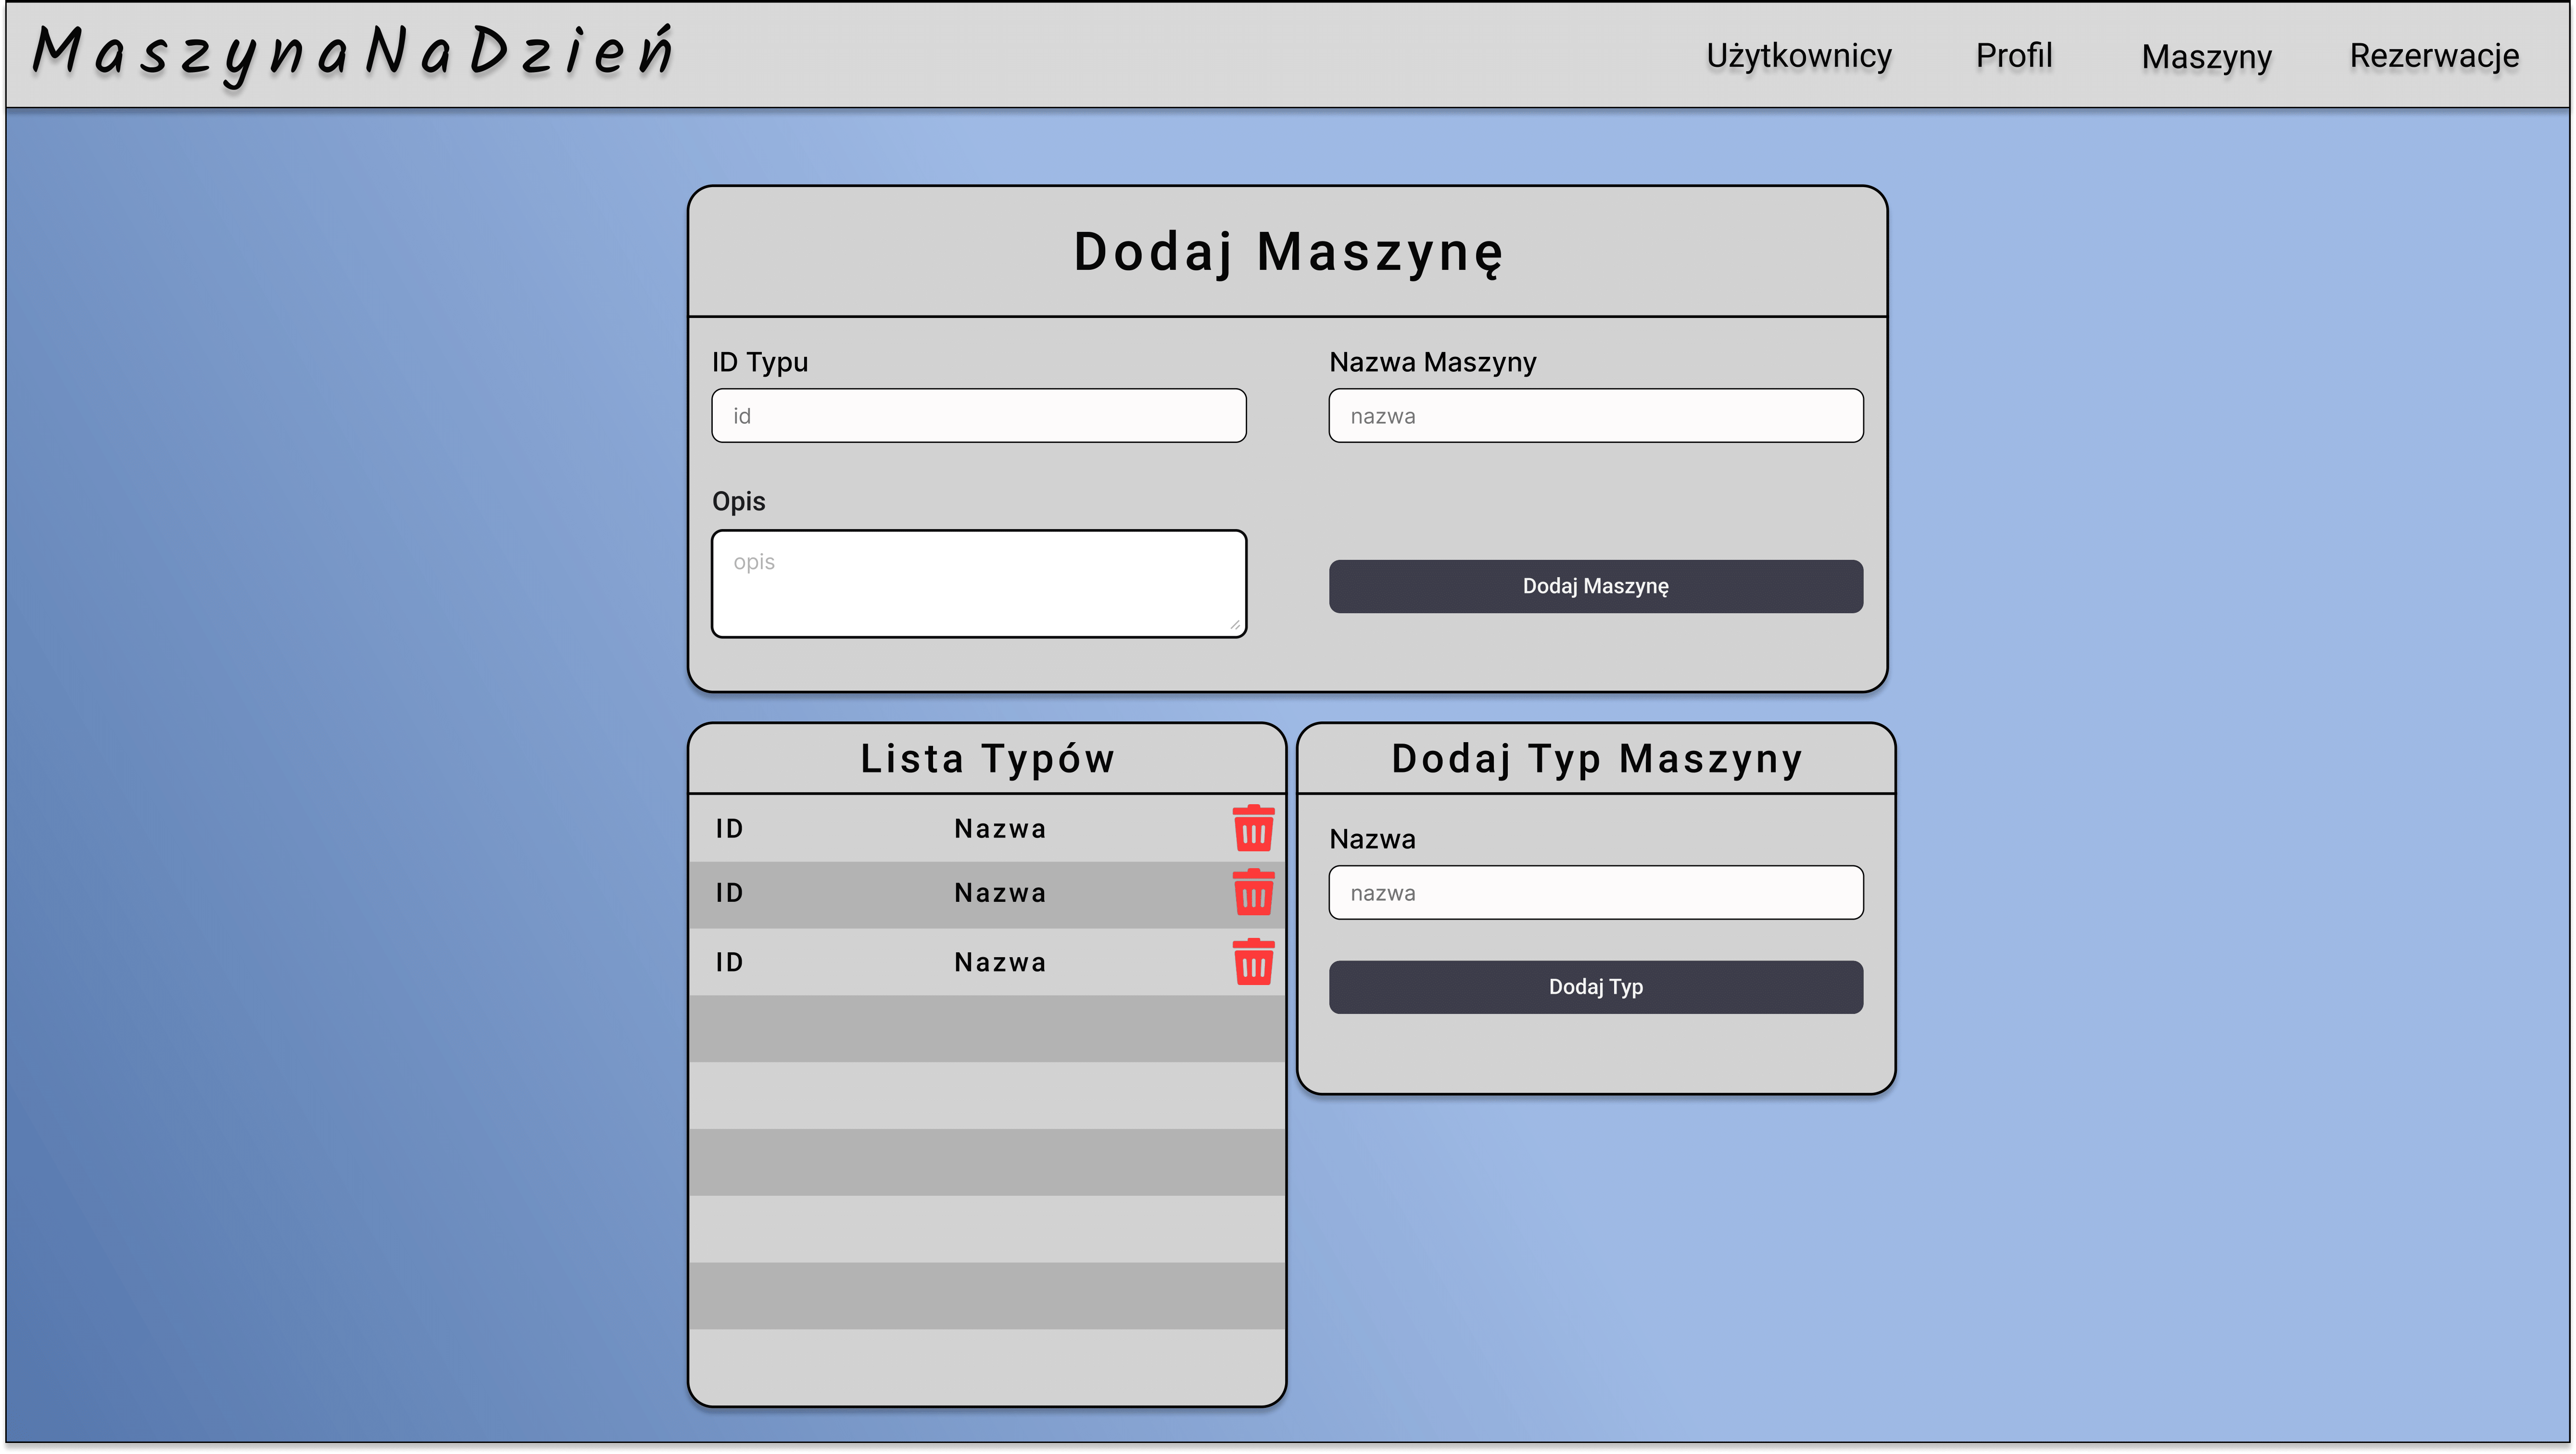 MaszynaNaDzień
Użytkownicy Profil Maszyny Rezerwacje
Dodaj Maszynę
ID Typu
id
Nazwa Maszyny
nazwa
Opis
opis
Dodaj Maszynę
Lista Typów
ID Nazwa
ID Nazwa
ID Nazwa
Dodaj Typ Maszyny
Nazwa
nazwa
Dodaj Typ